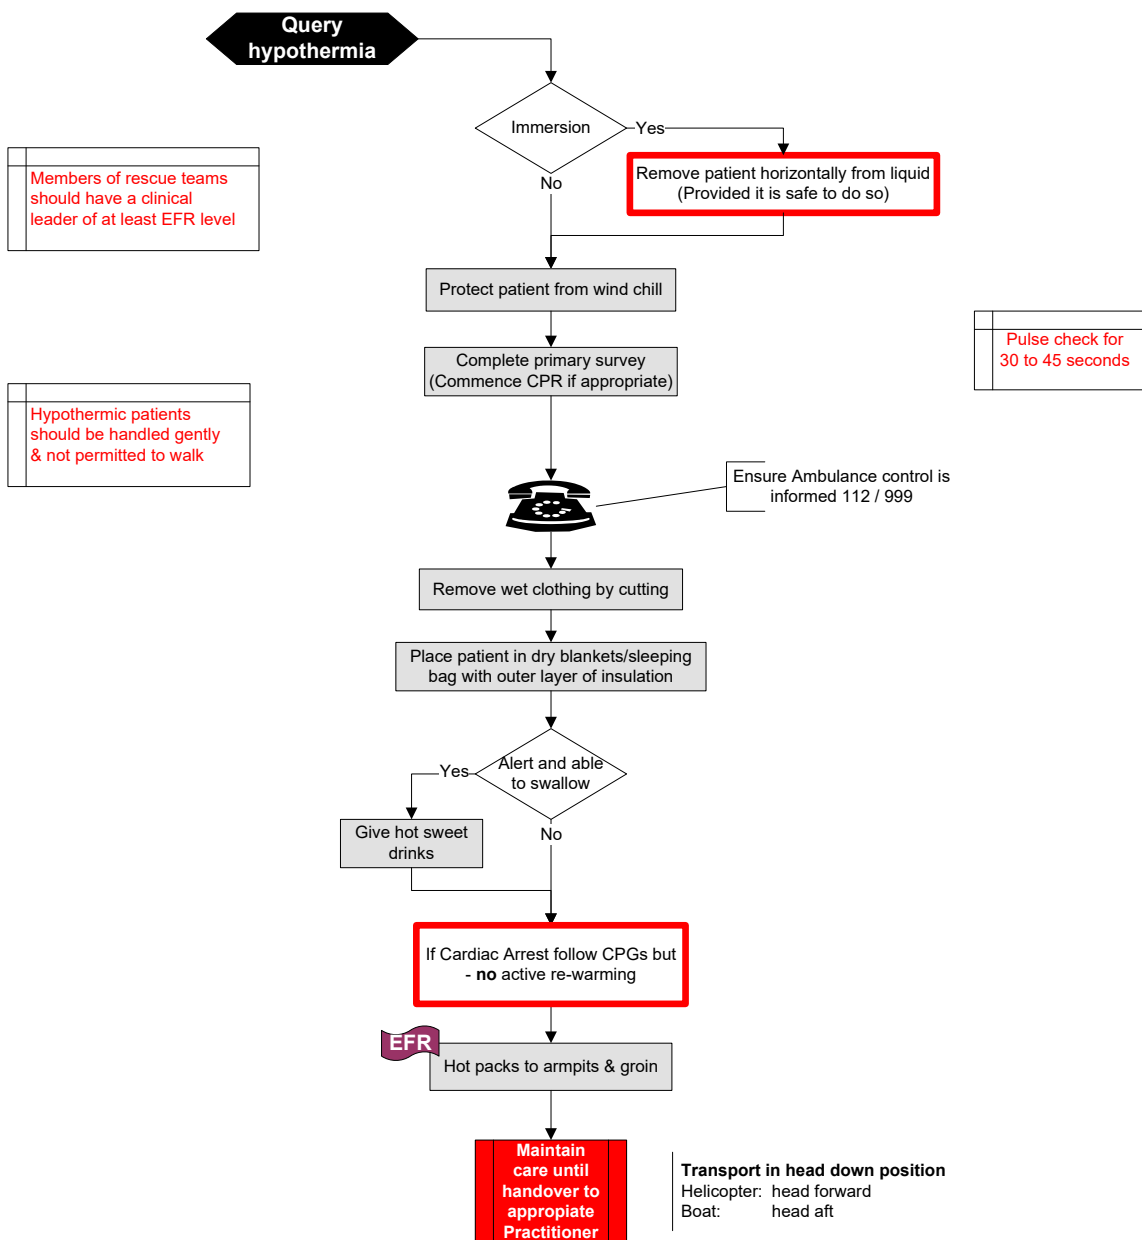 Query
hypothermia
Immersion
Yes
Remove patient horizontally from liquid
(Provided it is safe to do so)
No
Members of rescue teams
should have a clinical
leader of at least EFR level
Protect patient from wind chill
Pulse check for
30 to 45 seconds
Complete primary survey
(Commence CPR if appropriate)
Hypothermic patients
should be handled gently
& not permitted to walk
Ensure Ambulance control is
informed 112 / 999
Remove wet clothing by cutting
Place patient in dry blankets/sleeping
bag with outer layer of insulation
Alert and able
to swallow
Yes
Give hot sweet
drinks
No
If Cardiac Arrest follow CPGs but
- no active re-warming
EFR
Hot packs to armpits & groin
Maintain
care until
handover to
appropiate
Practitioner
Transport in head down position
Helicopter: head forward
Boat: head aft